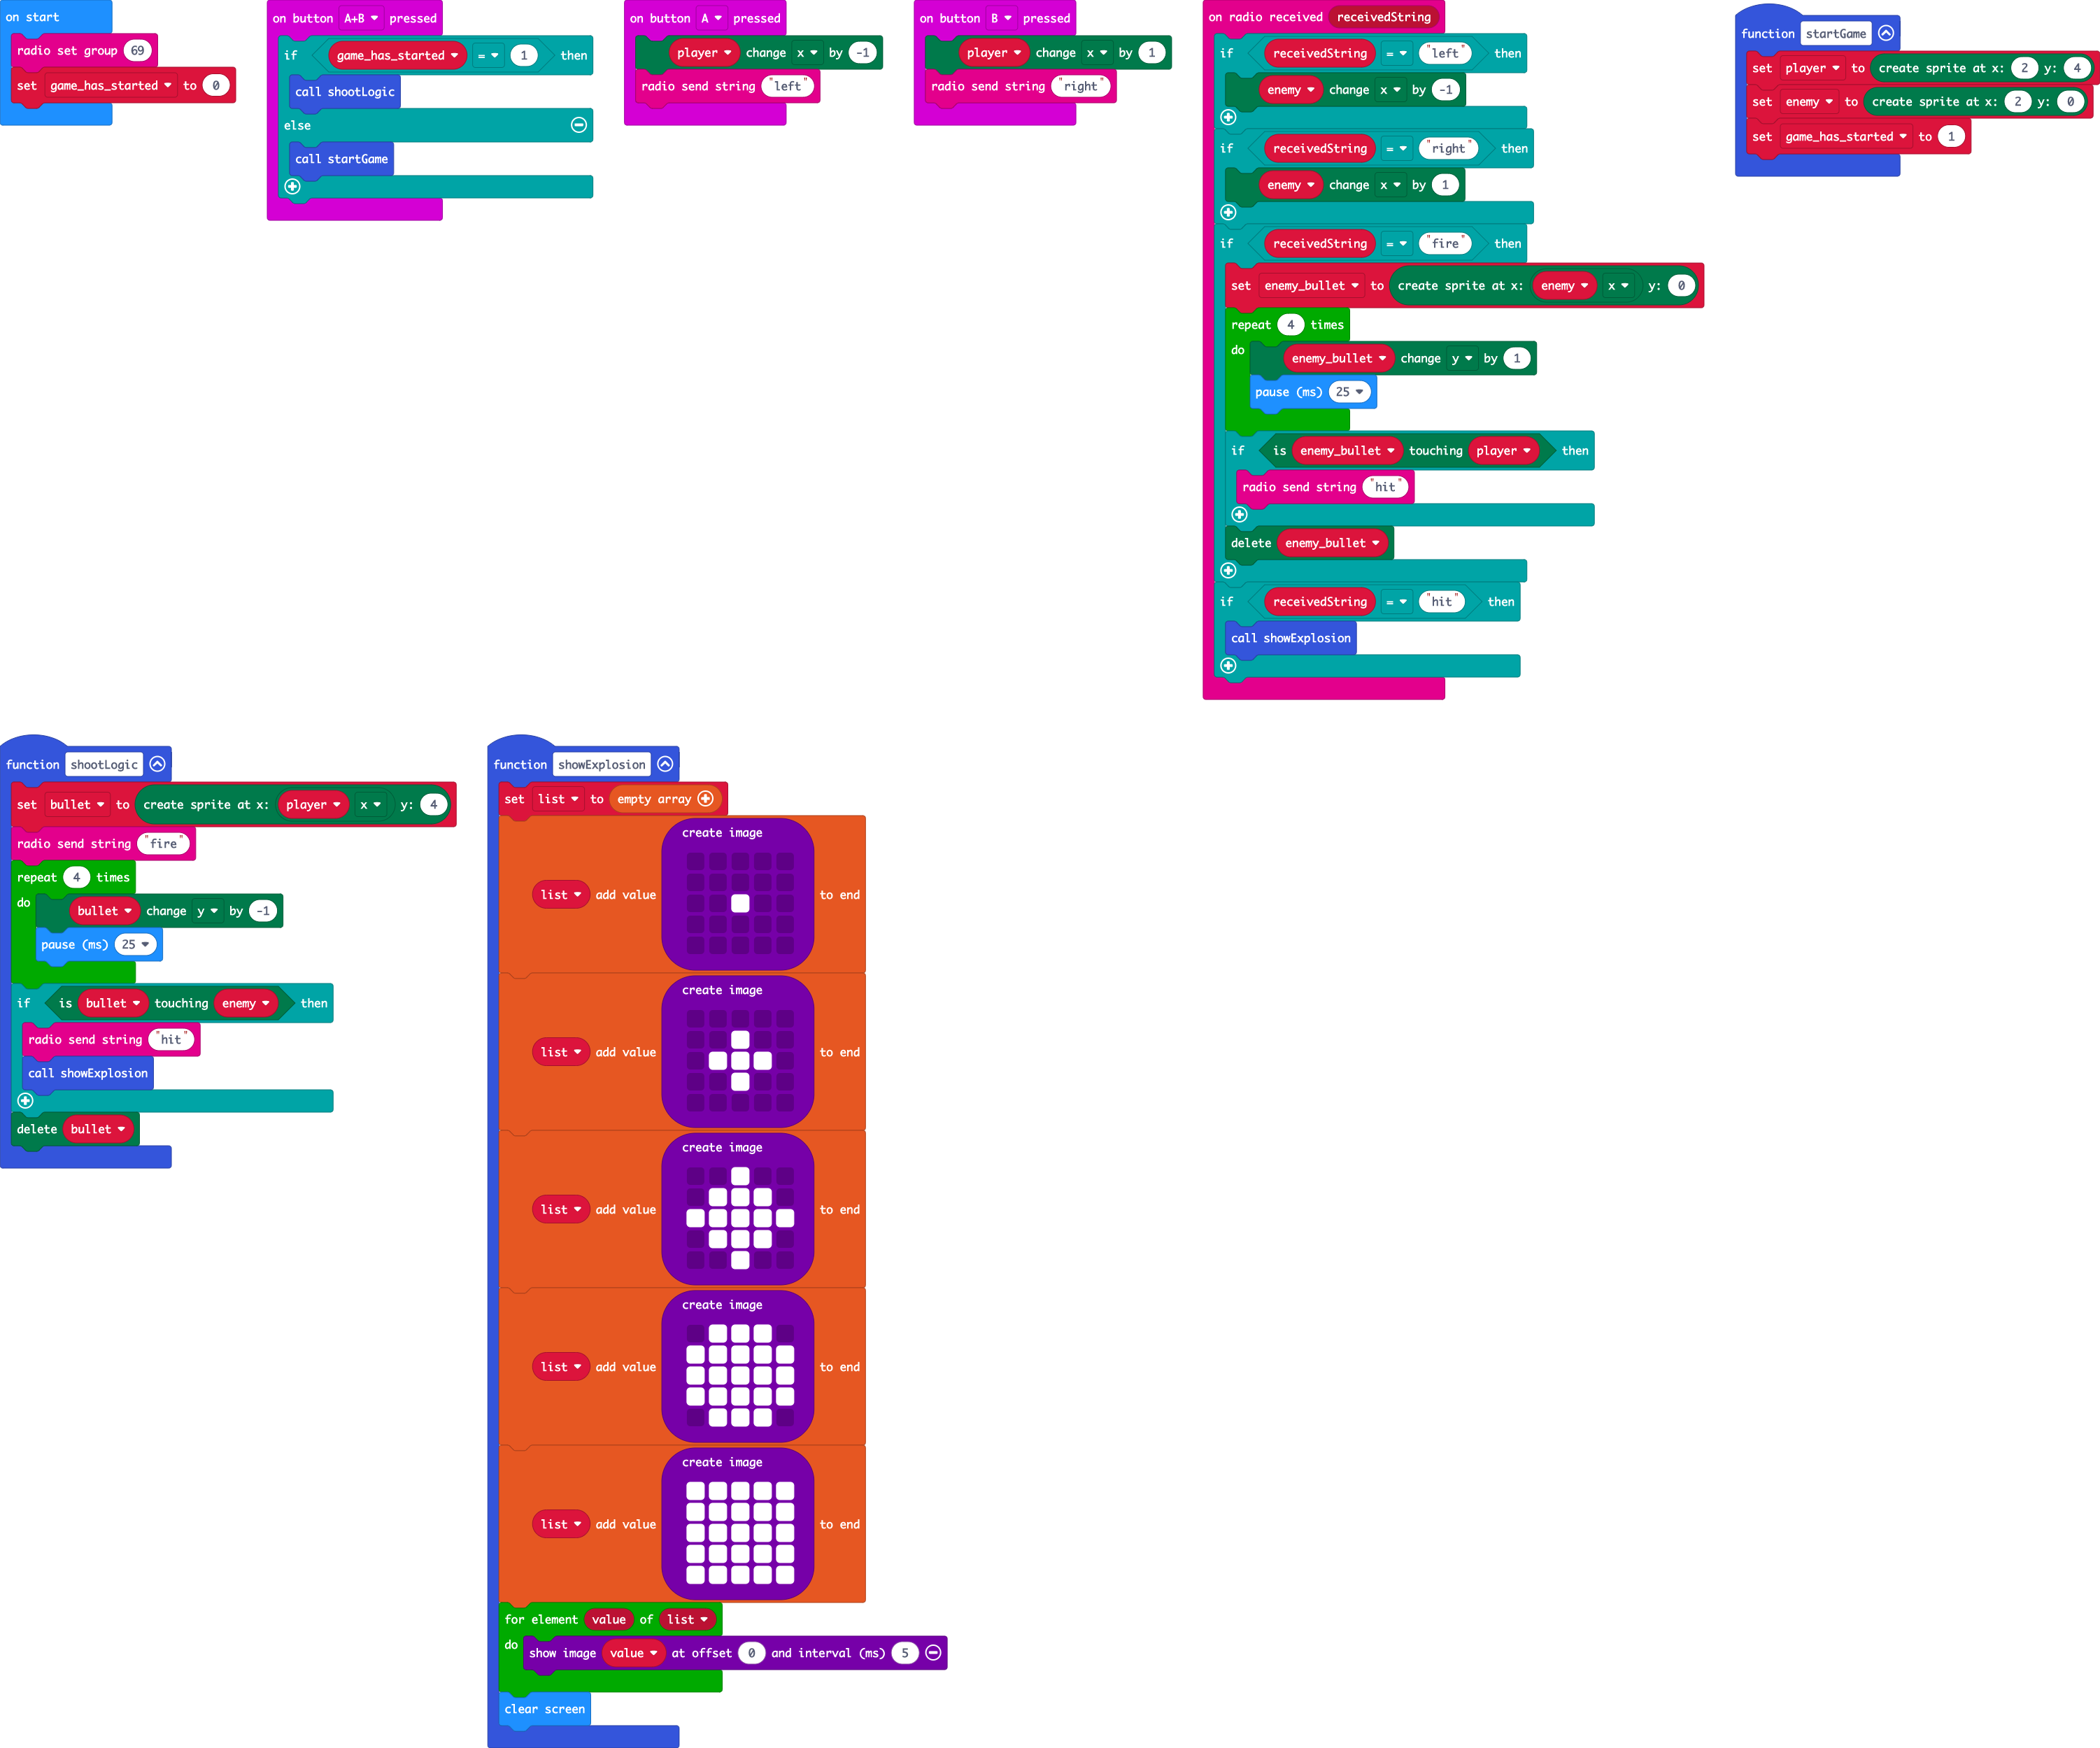 on start
radio set group 69
set game_has_started to 0
on button A+B pressed
if game_has_started = 1 then
call shootLogic
else
call startGame
on button A pressed
player change x by -1
radio send string "left"
on button B pressed
player change x by 1
radio send string "right"
on radio received receivedString
if receivedString = "left" then
enemy change x by -1
if receivedString = "right" then
enemy change x by 1
if receivedString = "fire" then
set enemy_bullet to create sprite at x: enemy x y: 0
repeat 4 times
do enemy_bullet change y by 1
pause (ms) 25
if is enemy_bullet touching player then
radio send string "hit"
delete enemy_bullet
if receivedString = "hit" then
call showExplosion
function startGame
set player to create sprite at x: 2 y: 4
set enemy to create sprite at x: 2 y: 0
set game_has_started to 1
function shootLogic
set bullet to create sprite at x: player x y: 4
radio send string "fire"
repeat 4 times
do bullet change y by -1
pause (ms) 25
if is bullet touching enemy then
radio send string "hit"
call showExplosion
delete bullet
function showExplosion
set list to empty array
create image
list add value to end
create image
list add value to end
create image
list add value to end
create image
list add value to end
create image
list add value to end
for element value of list
do show image value at offset 0 and interval (ms) 5
clear screen